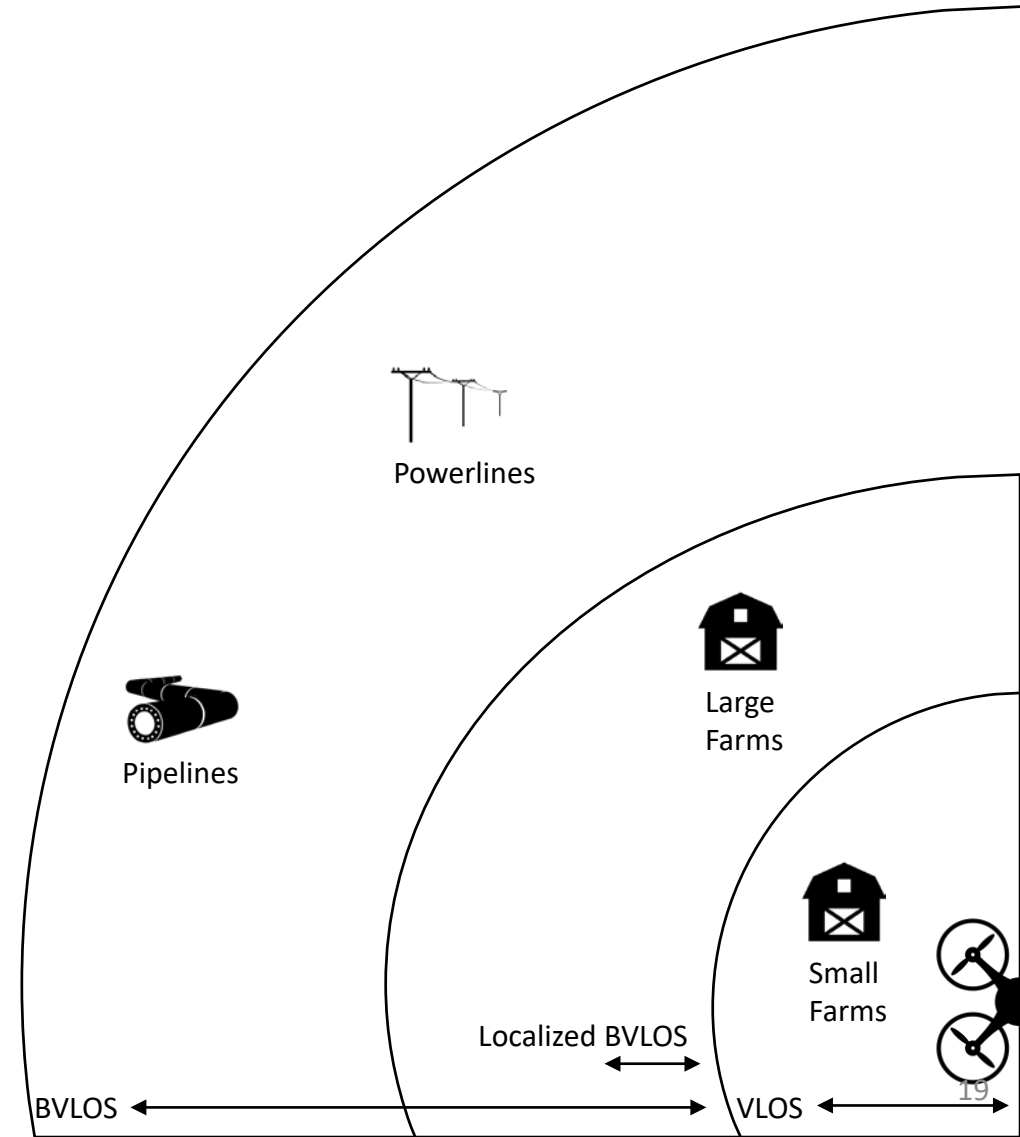 Powerlines
Large
Farms
Pipelines
Small
Farms
Localized BVLOS
19
BVLOS
VLOS